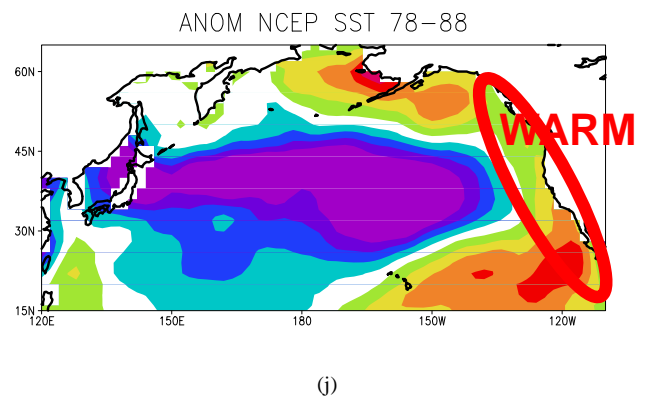 ANOM NCEP SST 78-88
60N
WARM
45N
30N
15N
120E 150E 180 150W 120W
(j)